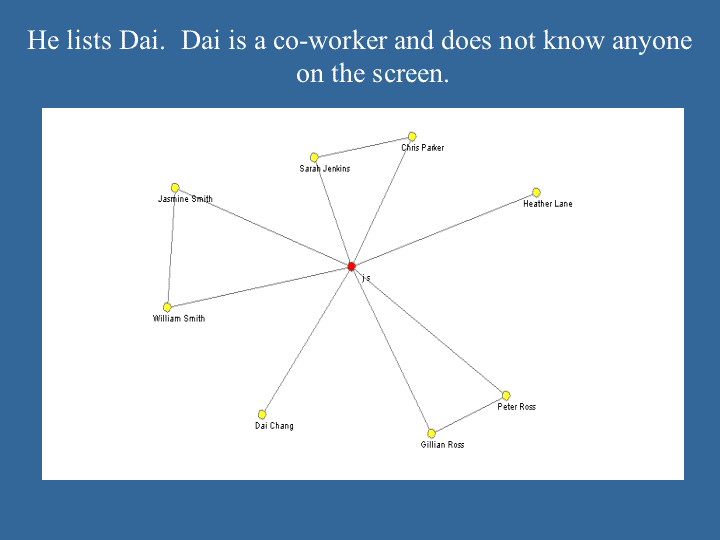 He lists Dai.  Dai is a co-worker and does not know anyone
on the screen.
Chris Parker
Sarah Jenkins
Jasmine Smith
Heather Lane
j s
William Smith
Peter Ross
Dai Chang
Gillian Ross